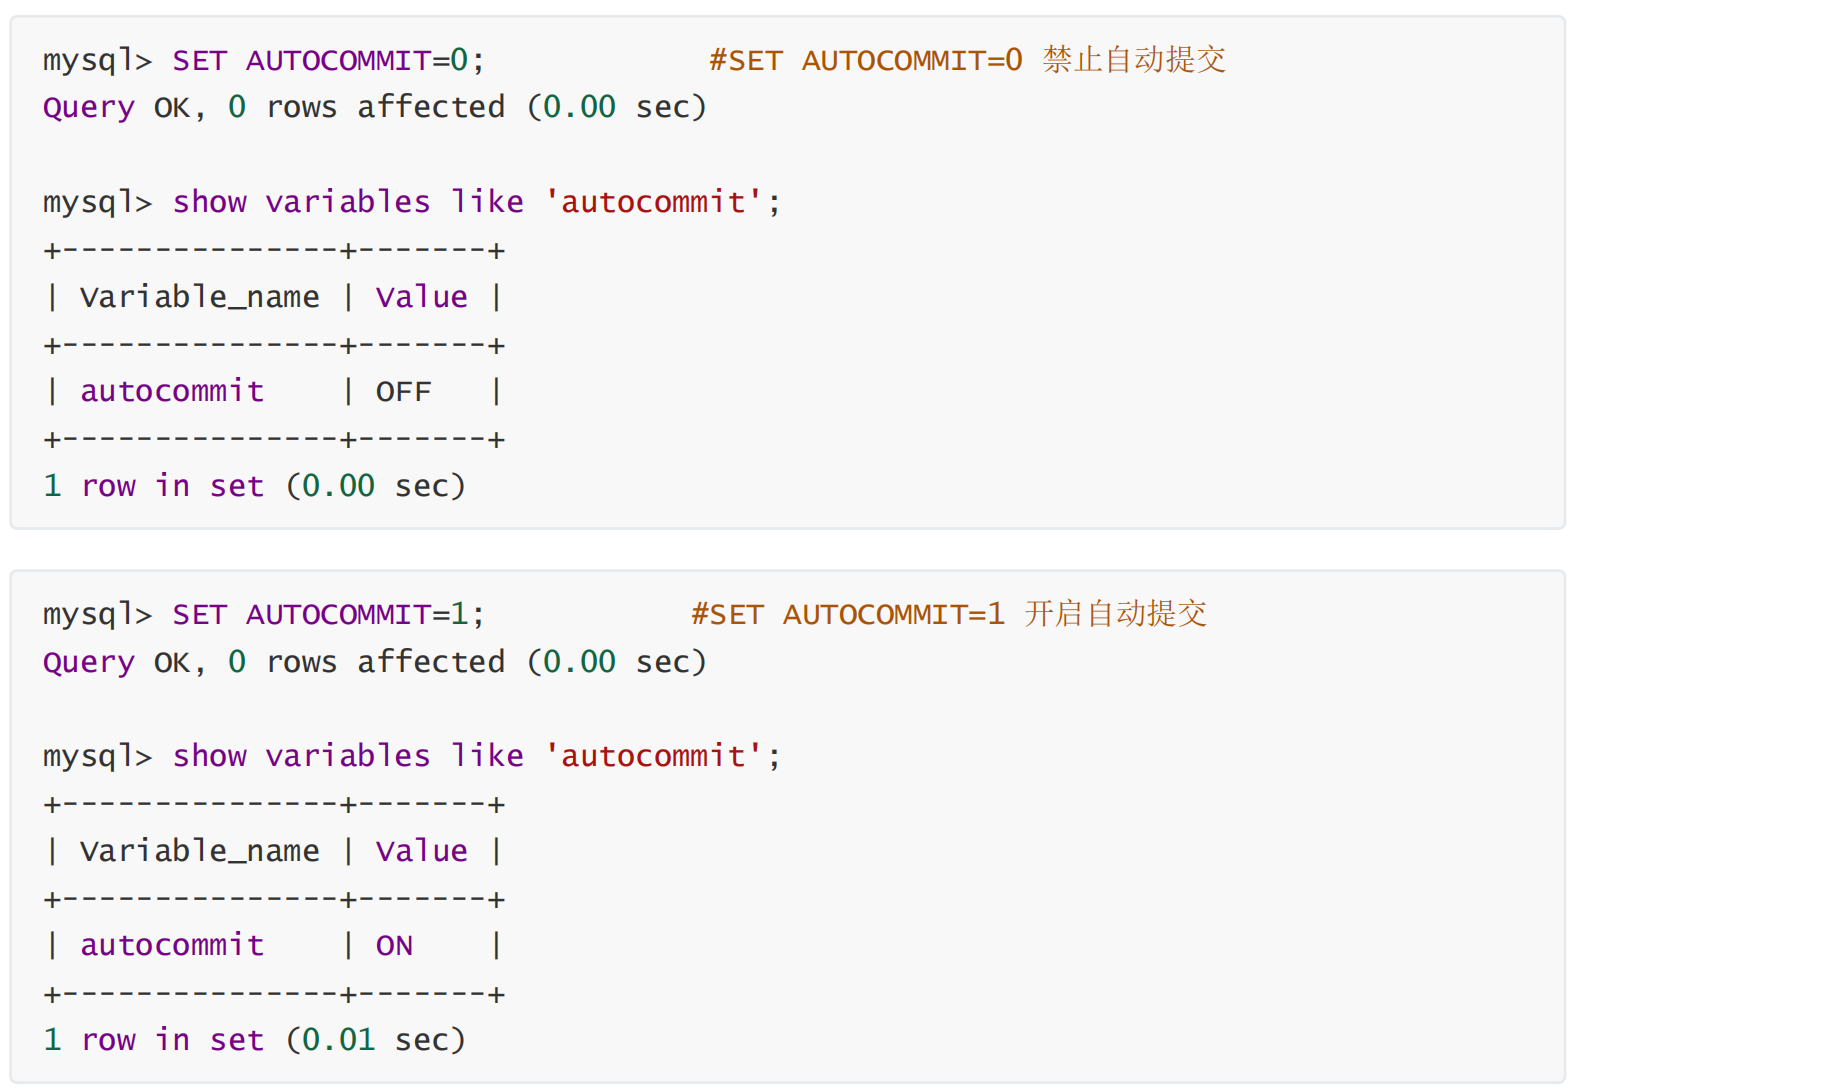 mysql> SET AUTOCOMMIT=0;            #SET AUTOCOMMIT=0 禁止自动提交
Query OK, 0 rows affected (0.00 sec)

mysql> show variables like 'autocommit';
+---------------+-------+
| Variable_name | Value |
+---------------+-------+
| autocommit    | OFF   |
+---------------+-------+
1 row in set (0.00 sec)

mysql> SET AUTOCOMMIT=1;           #SET AUTOCOMMIT=1 开启自动提交
Query OK, 0 rows affected (0.00 sec)

mysql> show variables like 'autocommit';
+---------------+-------+
| Variable_name | Value |
+---------------+-------+
| autocommit    | ON    |
+---------------+-------+
1 row in set (0.01 sec)